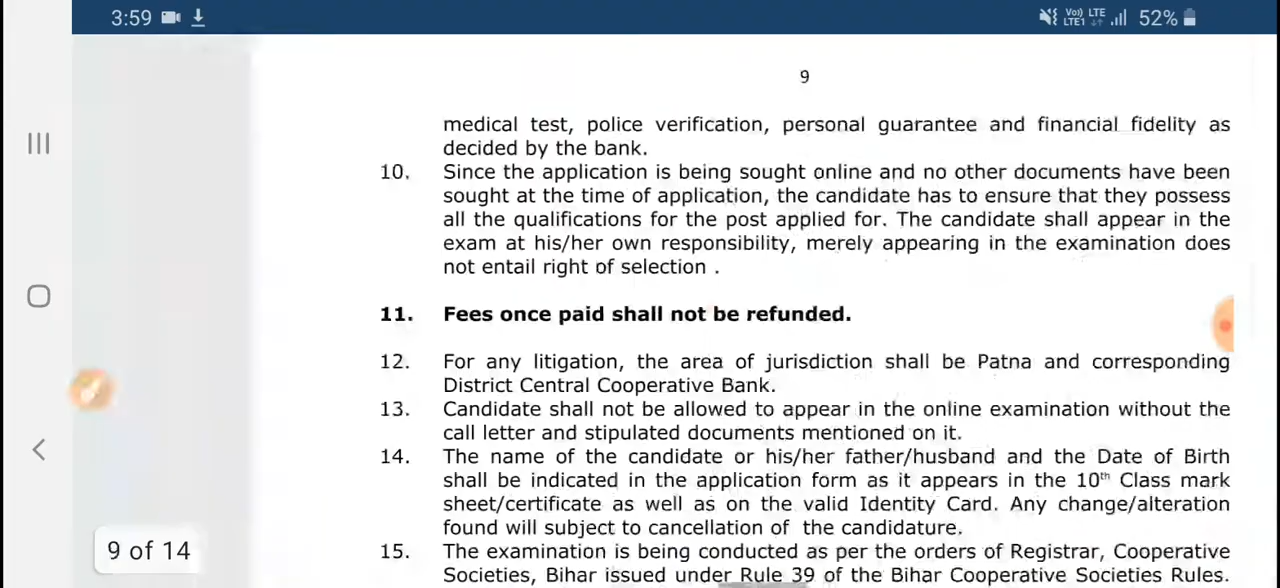 3:59
Vo)) LTE
LTE1
52%
9
medical test, police verification, personal guarantee and financial fidelity as
decided by the bank.
10. Since the application is being sought online and no other documents have been
sought at the time of application, the candidate has to ensure that they possess
all the qualifications for the post applied for. The candidate shall appear in the
exam at his/her own responsibility, merely appearing in the examination does
not entail right of selection .
11. Fees once paid shall not be refunded.
12. For any litigation, the area of jurisdiction shall be Patna and corresponding
District Central Cooperative Bank.
13. Candidate shall not be allowed to appear in the online examination without the
call letter and stipulated documents mentioned on it.
14. The name of the candidate or his/her father/husband and the Date of Birth
shall be indicated in the application form as it appears in the 10th Class mark
sheet/certificate as well as on the valid Identity Card. Any change/alteration
found will subject to cancellation of the candidature.
15. The examination is being conducted as per the orders of Registrar, Cooperative
Societies, Bihar issued under Rule 39 of the Bihar Cooperative Societies Rules.
9 of 14